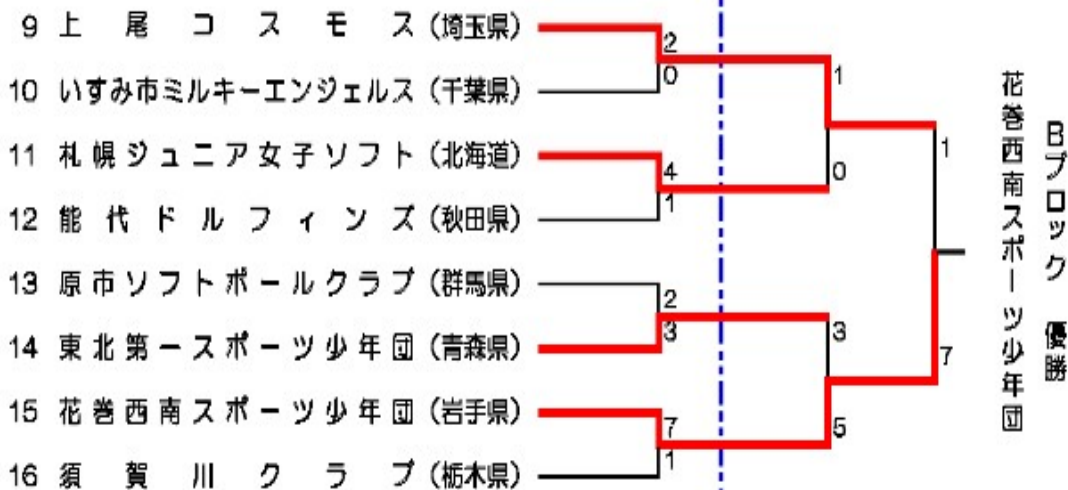 9 上尾コスモス (埼玉県)
2
0
10 いすみ市ミルキーエンジェルス (千葉県)
1
11 札幌ジュニア女子ソフト (北海道)
4
1
0
12 能代ドルフィンズ (秋田県)
1
13 原市ソフトボールクラブ (群馬県)
2
3
3
14 東北第一スポーツ少年団 (青森県)
7
15 花巻西南スポーツ少年団 (岩手県)
7
1
5
16 須賀川クラブ (栃木県)
Bブロック 優勝
花巻西南スポーツ少年団